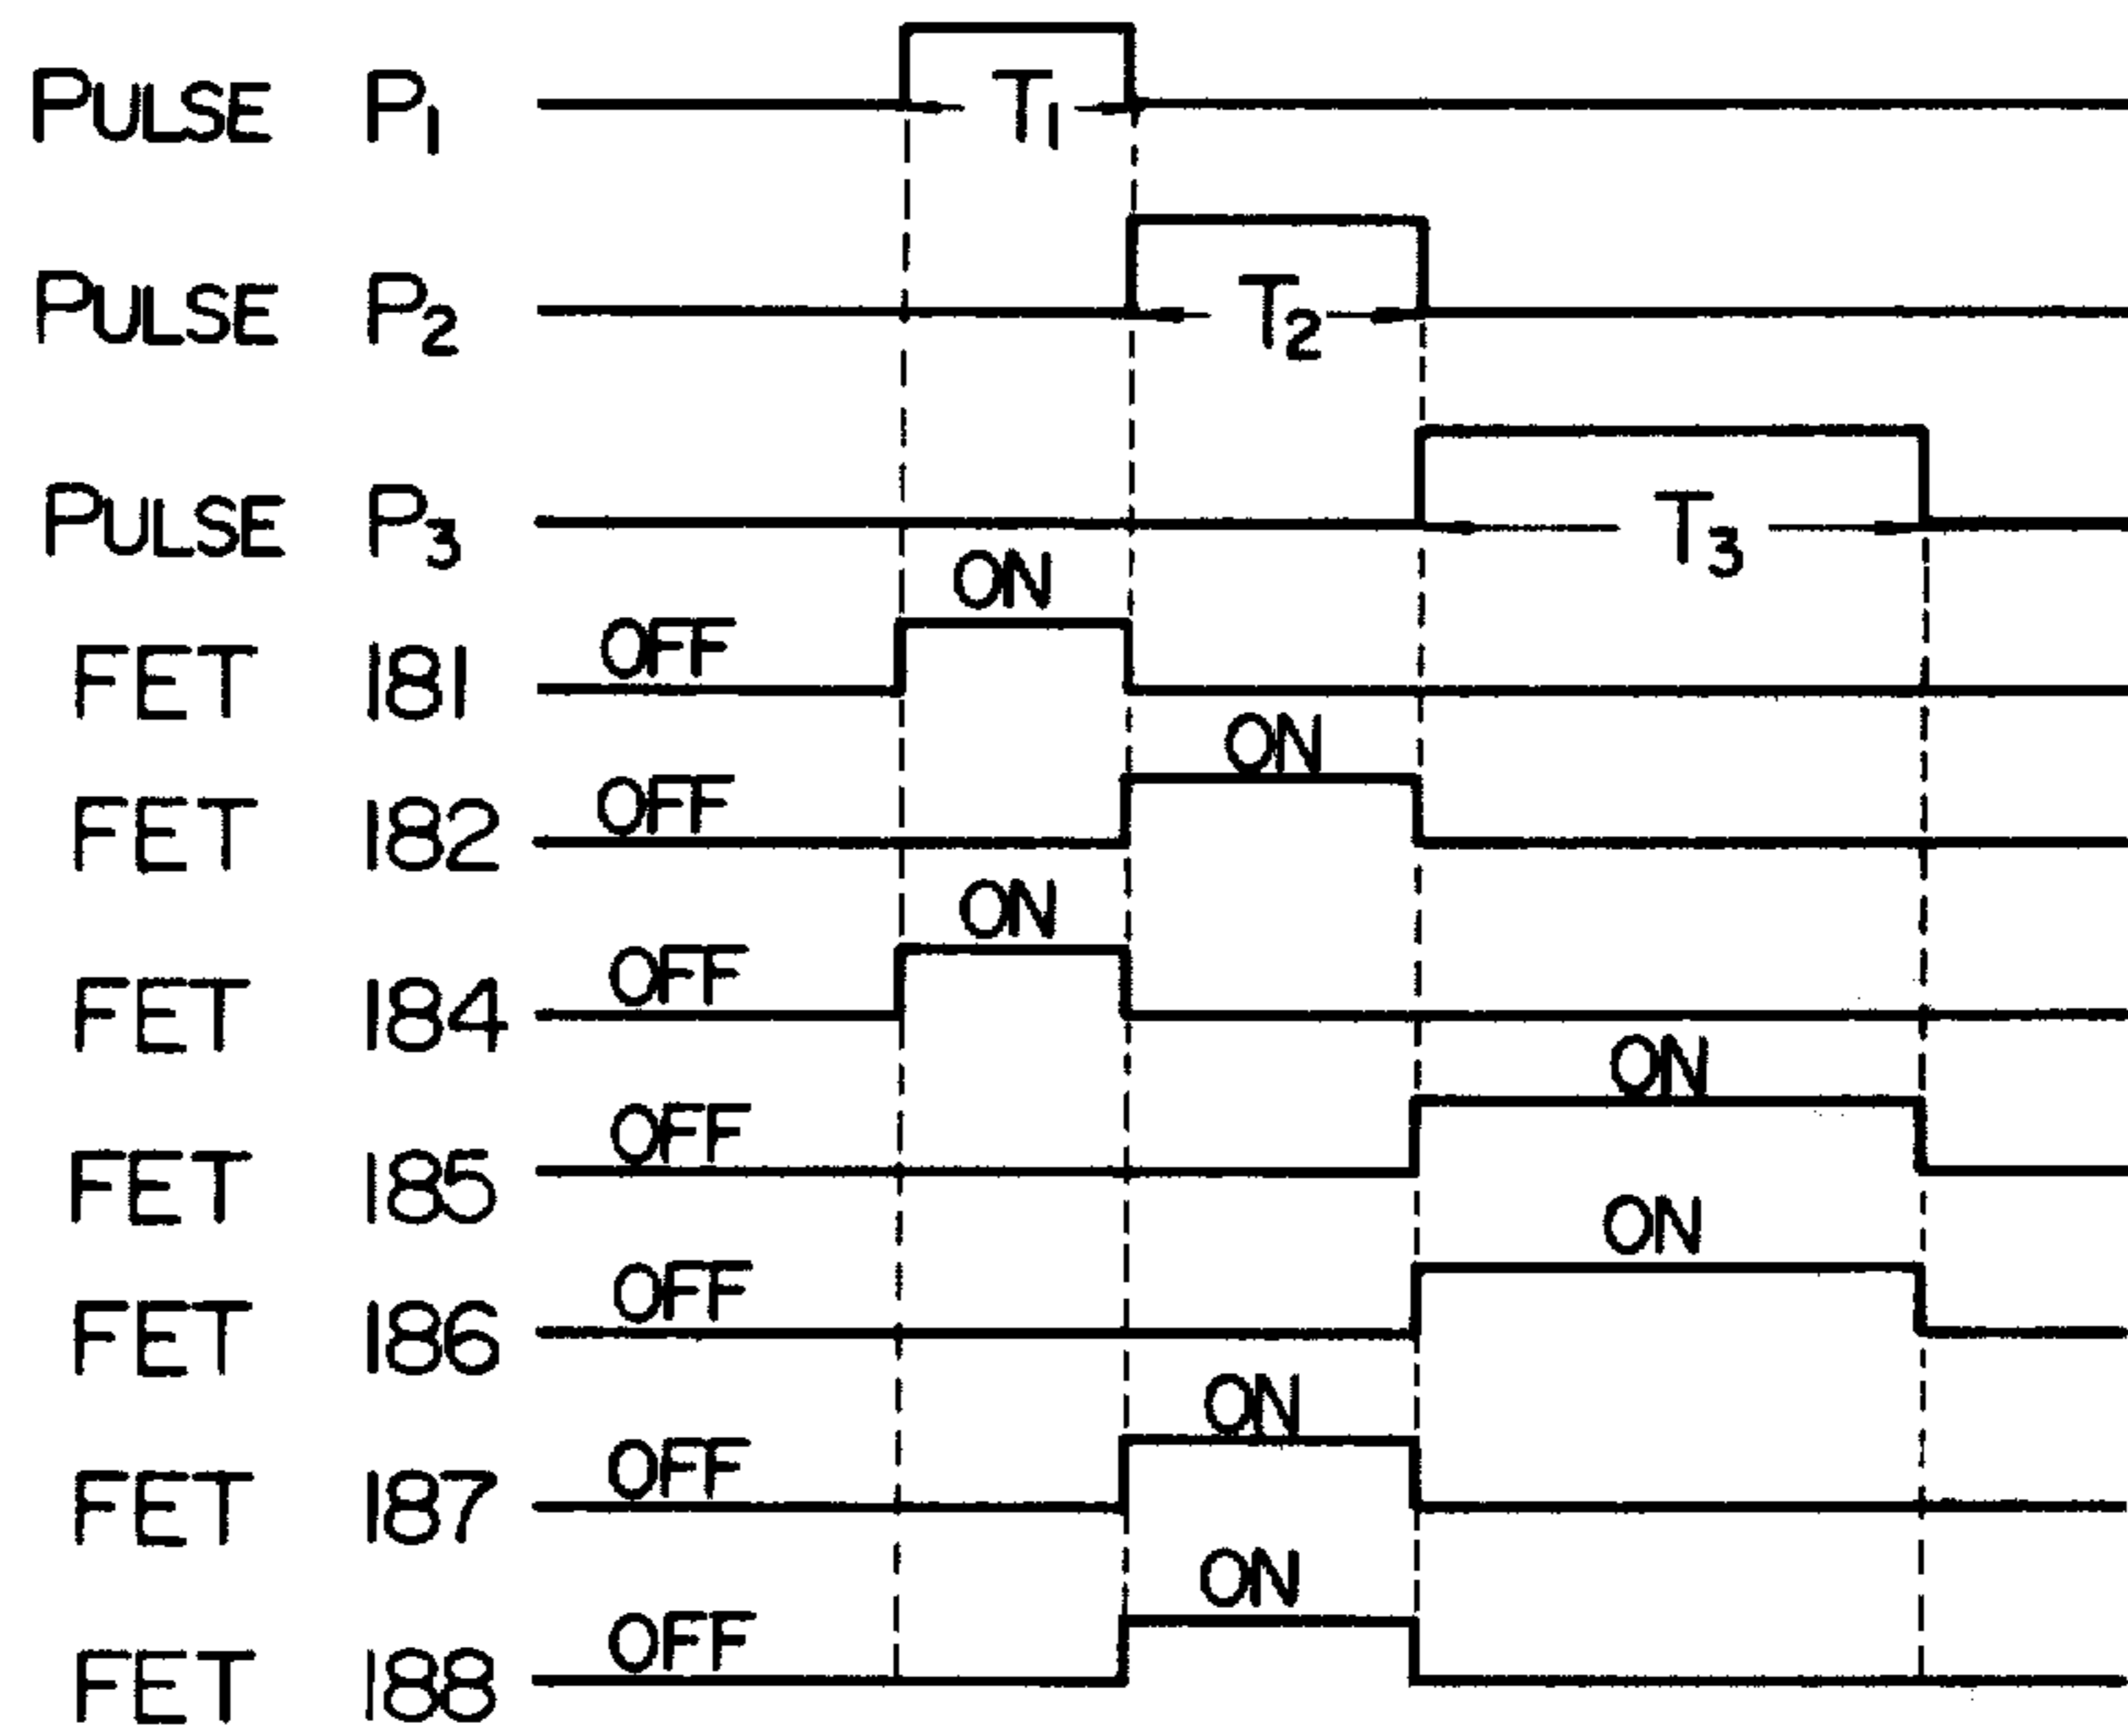 PULSE P1 T1
PULSE P2 T2
PULSE P3 T3
ON
FET 181 OFF
ON
FET 182 OFF
ON
FET 184 OFF
ON
FET 185 OFF
ON
FET 186 OFF
ON
FET 187 OFF
ON
FET 188 OFF